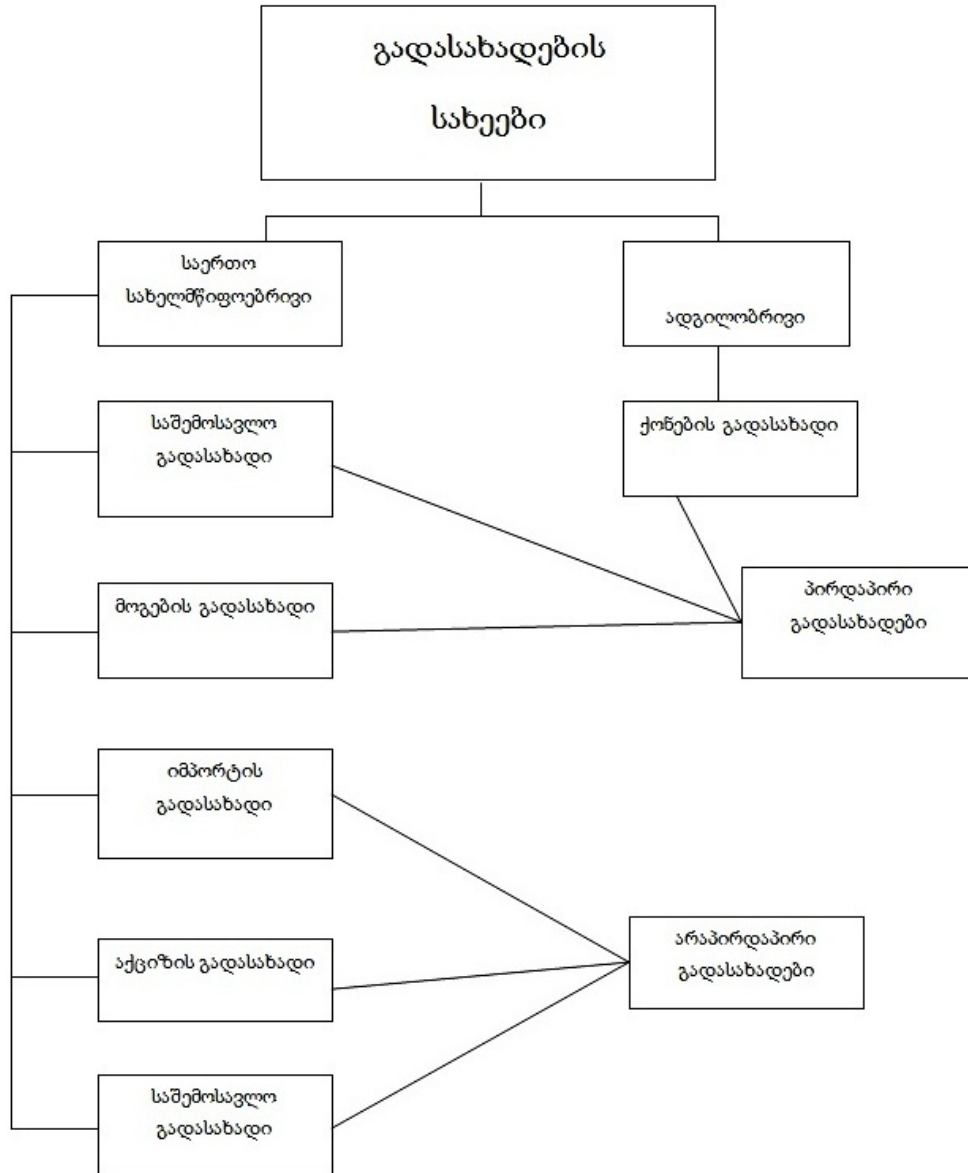 გადასახადების
სახეები
საერთო
სახელმწიფოებრივი
ადგილობრივი
საშემოსავლო
გადასახადი
ქონების გადასახადი
მოგების გადასახადი
პირდაპირი
გადასახადები
იმპორტის
გადასახადი
აქციზის გადასახადი
არაპირდაპირი
გადასახადები
საშემოსავლო
გადასახადი